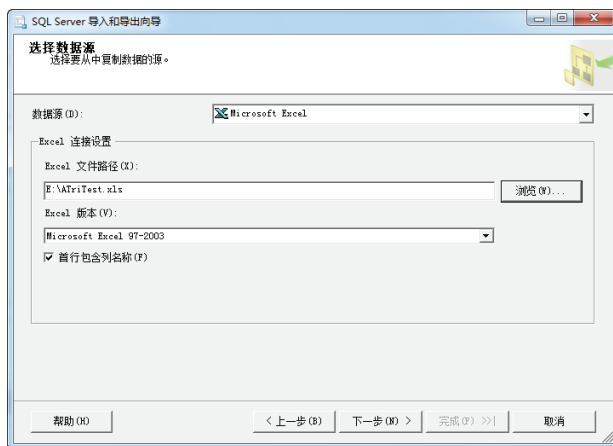 SQL Server 导入和导出向导
选择数据源
选择要从中复制数据的源。
数据源(D):
Microsoft Excel
Excel 连接设置
Excel 文件路径(X):
E:\ATriTest.xls
浏览(W)...
Excel 版本(V):
Microsoft Excel 97-2003
首行包含列名称(F)
帮助(H)
< 上一步(B)
下一步(N) >
完成(F) >>|
取消